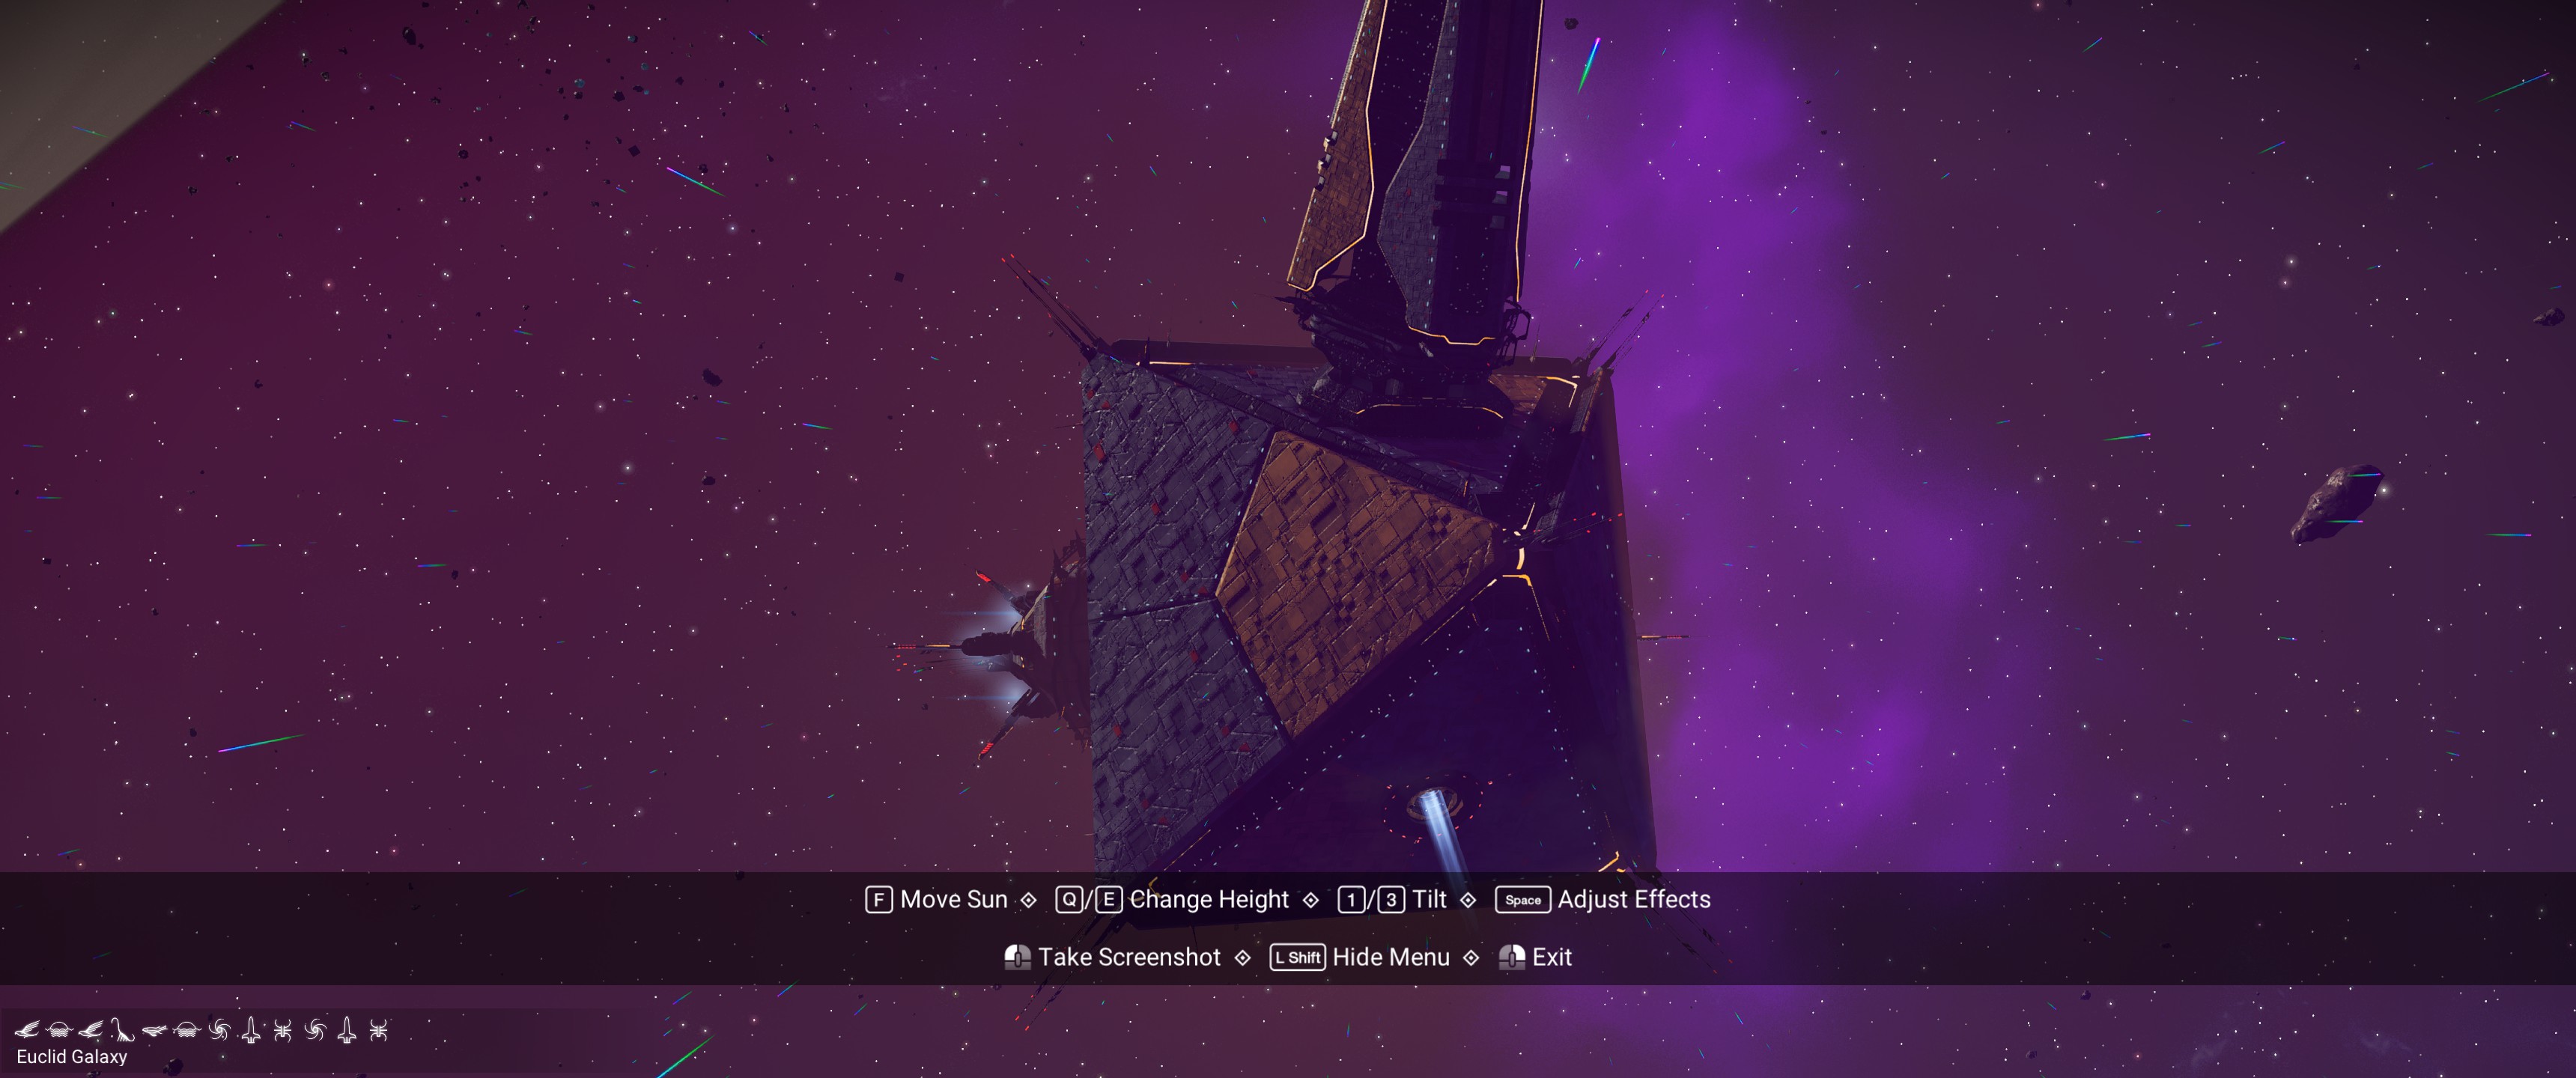 F Move Sun Q/E Change Height 1/3 Tilt Space Adjust Effects
Take Screenshot L Shift Hide Menu Exit
Euclid Galaxy